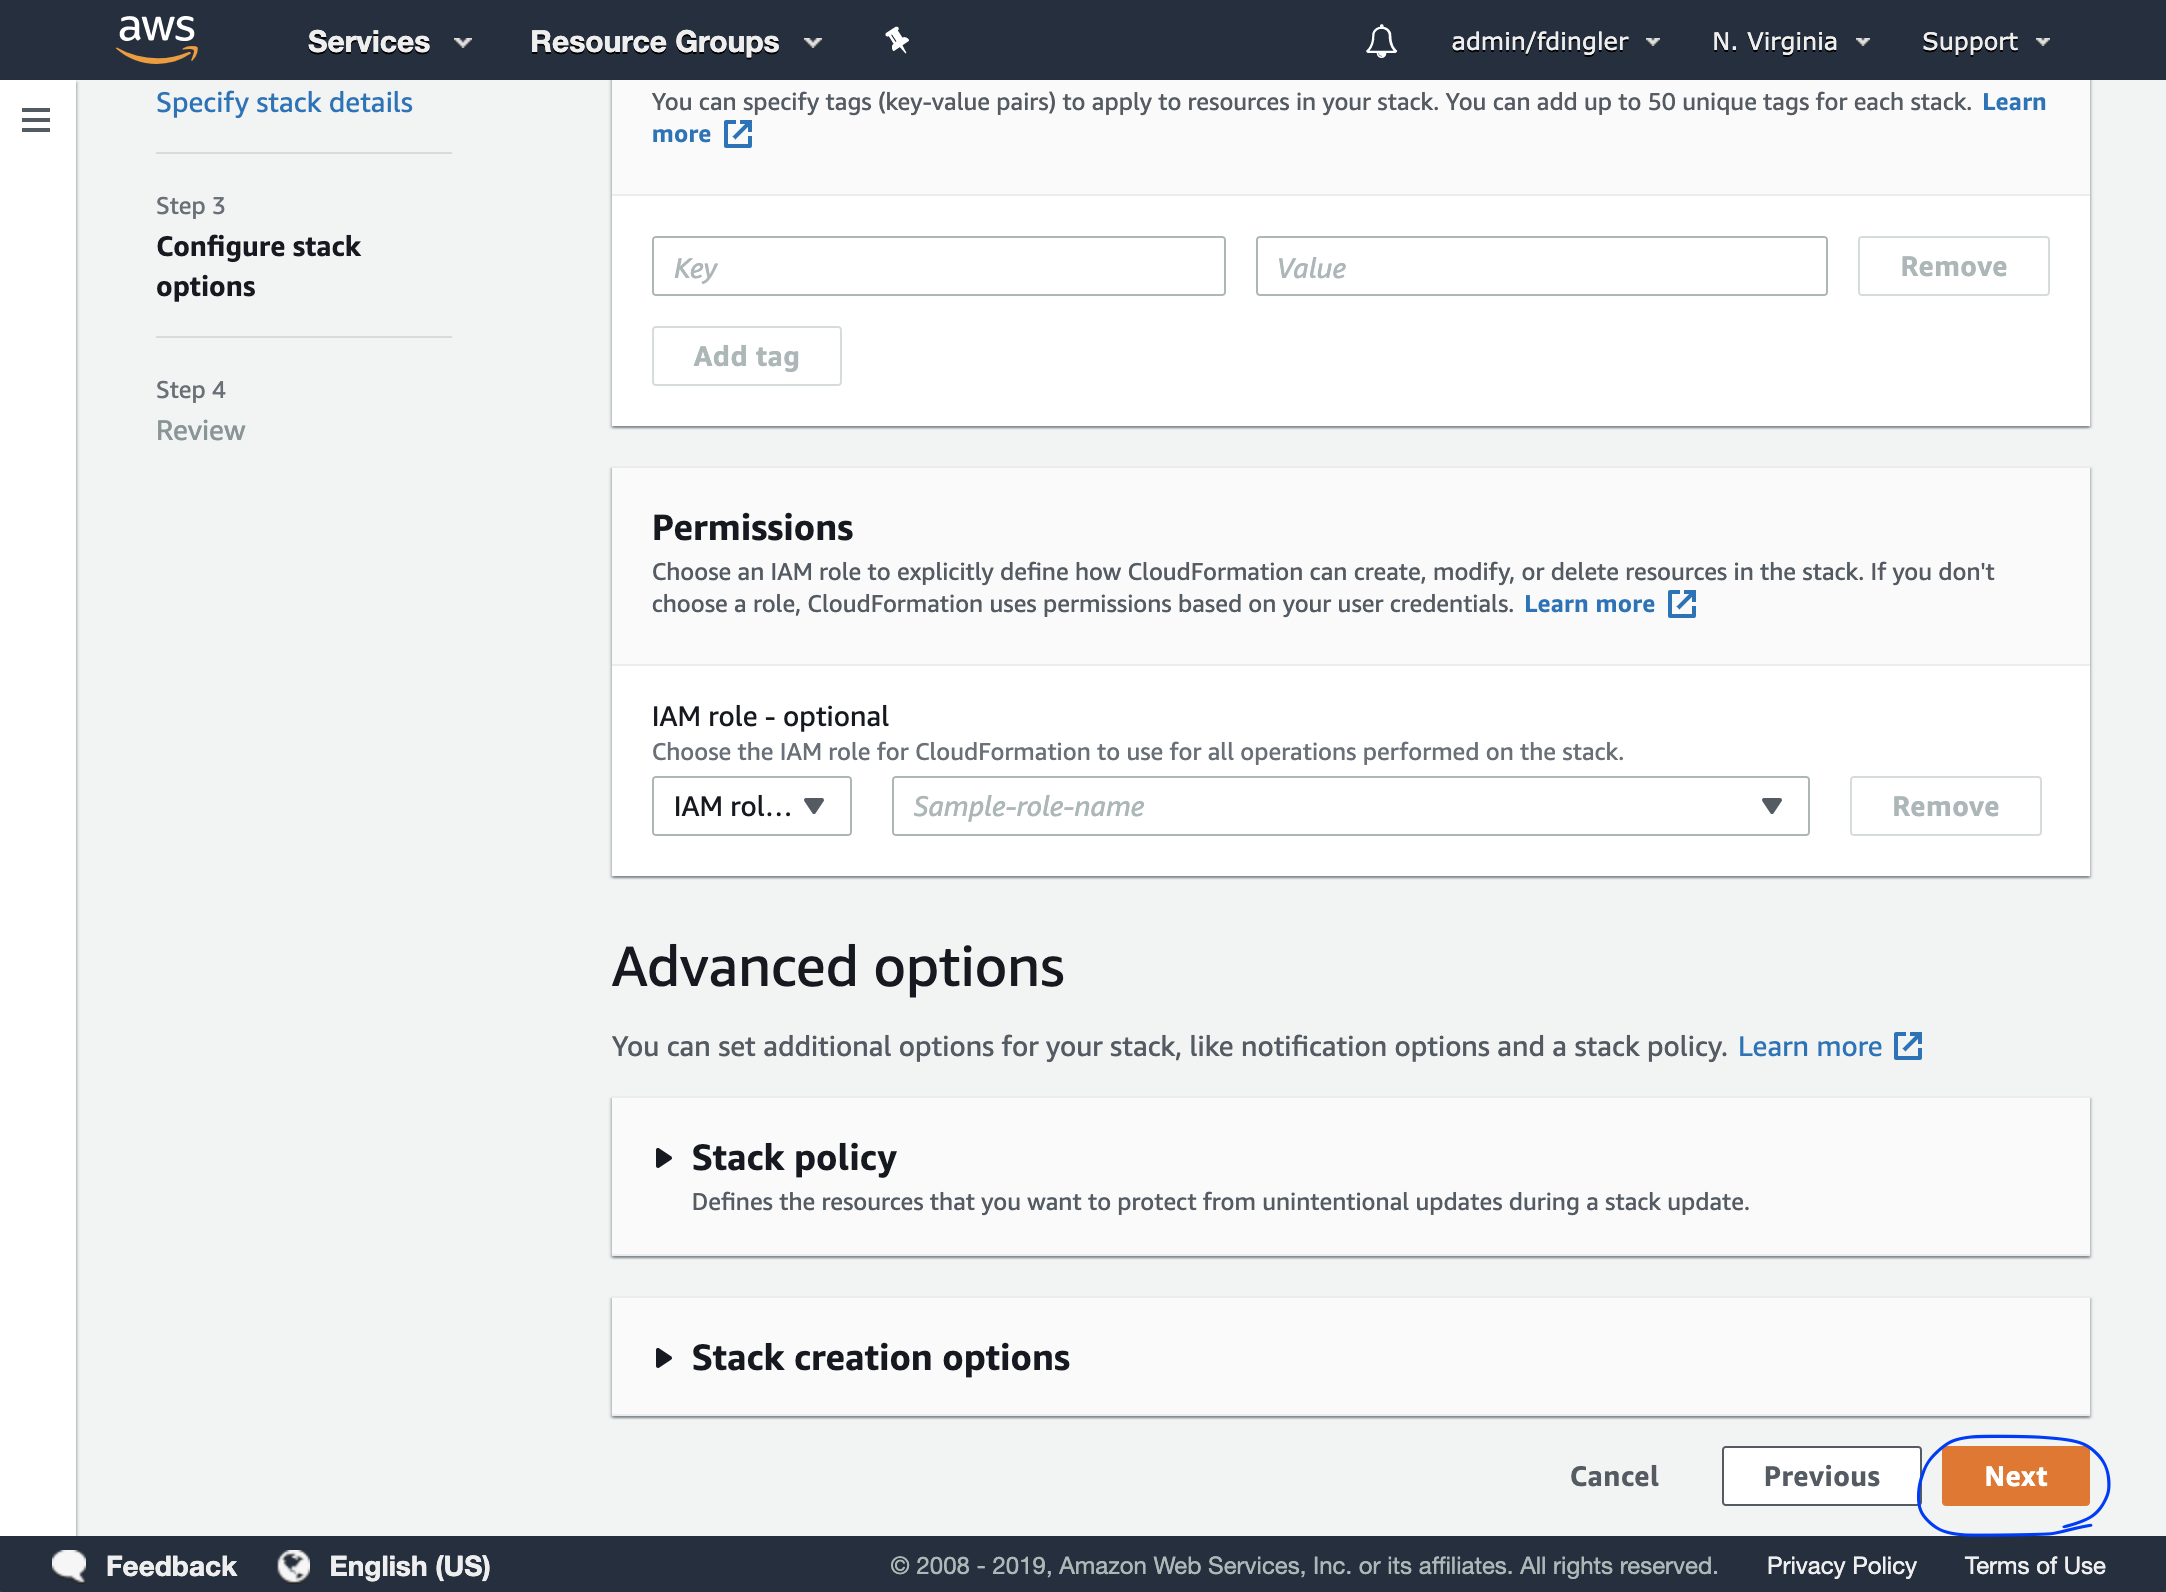 aws
Services
Resource Groups
admin/fdingler
N. Virginia
Support
Specify stack details
Step 3
Configure stack
options
Step 4
Review
You can specify tags (key-value pairs) to apply to resources in your stack. You can add up to 50 unique tags for each stack. Learn
more
Key
Value
Remove
Add tag
Permissions
Choose an IAM role to explicitly define how CloudFormation can create, modify, or delete resources in the stack. If you don't
choose a role, CloudFormation uses permissions based on your user credentials. Learn more
IAM role - optional
Choose the IAM role for CloudFormation to use for all operations performed on the stack.
IAM rol...
Sample-role-name
Remove
Advanced options
You can set additional options for your stack, like notification options and a stack policy. Learn more
Stack policy
Defines the resources that you want to protect from unintentional updates during a stack update.
Stack creation options
Cancel
Previous
Next
Feedback
English (US)
© 2008 - 2019, Amazon Web Services, Inc. or its affiliates. All rights reserved.
Privacy Policy
Terms of Use